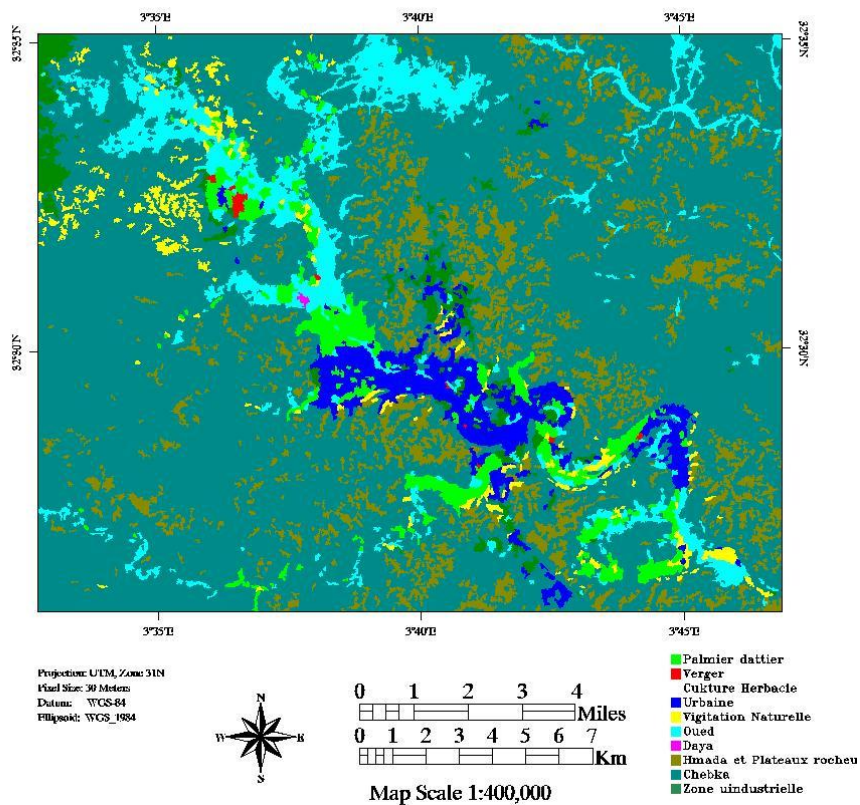 3°35'E 3°40'E 3°45'E
32°35'N 32°35'N
32°30'N 32°30'N
3°35'E 3°40'E 3°45'E
Projection: UTM, Zone 31N
Pixel Size: 30 Meters
Datum: WGS-84
Ellipsoid: WGS_1984
N
W E
S
0 1 2 3 4
Miles
0 1 2 3 4 5 6 7
Km
Map Scale 1:400,000
Palmier dattier
Verger
Cukture Herbacie
Urbaine
Vigitation Naturelle
Oued
Daya
Hmada et Plateaux rocheu
Chebka
Zone uindustrielle